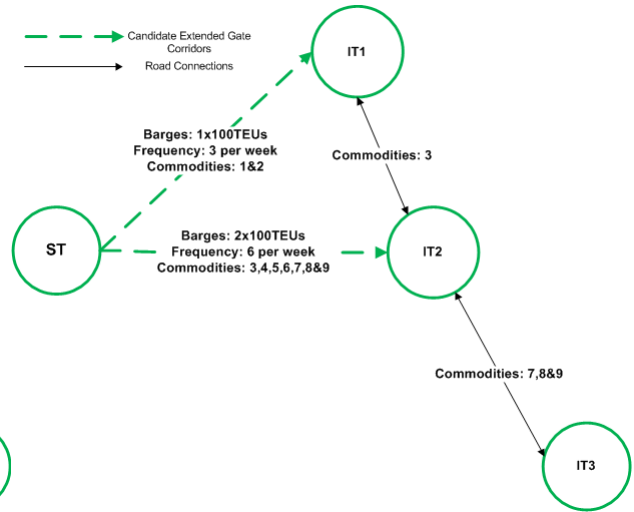 Candidate Extended Gate
Corridors
Road Connections
IT1
Barges: 1x100TEUs
Frequency: 3 per week
Commodities: 1&2
Commodities: 3
ST
Barges: 2x100TEUs
Frequency: 6 per week
Commodities: 3,4,5,6,7,8&9
IT2
Commodities: 7,8&9
IT3